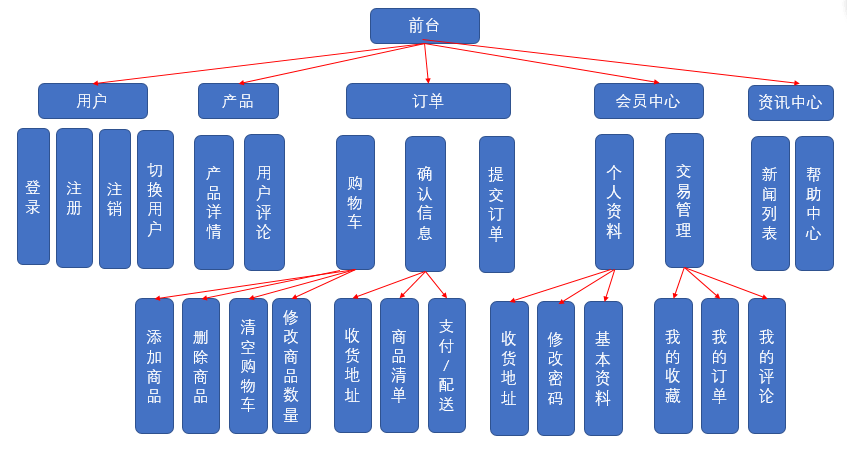 前台
用户
产品
订单
会员中心
资讯中心
登录
注册
注销
切换用户
产品详情
用户评论
购物车
确认信息
提交订单
个人资料
交易管理
新闻列表
帮助中心
添加商品
删除商品
清空购物车
修改商品数量
收货地址
商品清单
支付/配送
收货地址
修改密码
基本资料
我的收藏
我的订单
我的评论